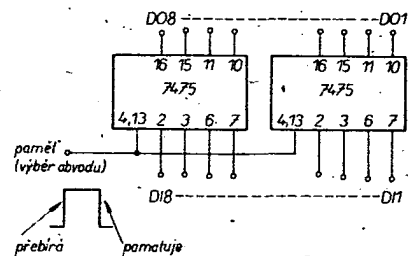 DO8 DO1
16 15 11 10 16 15 11 10
7475 7475
4,13 2 3 6 7 4,13 2 3 6 7
paměť
(výběr obvodu)
DI8 DI1
přebírá pamatuje